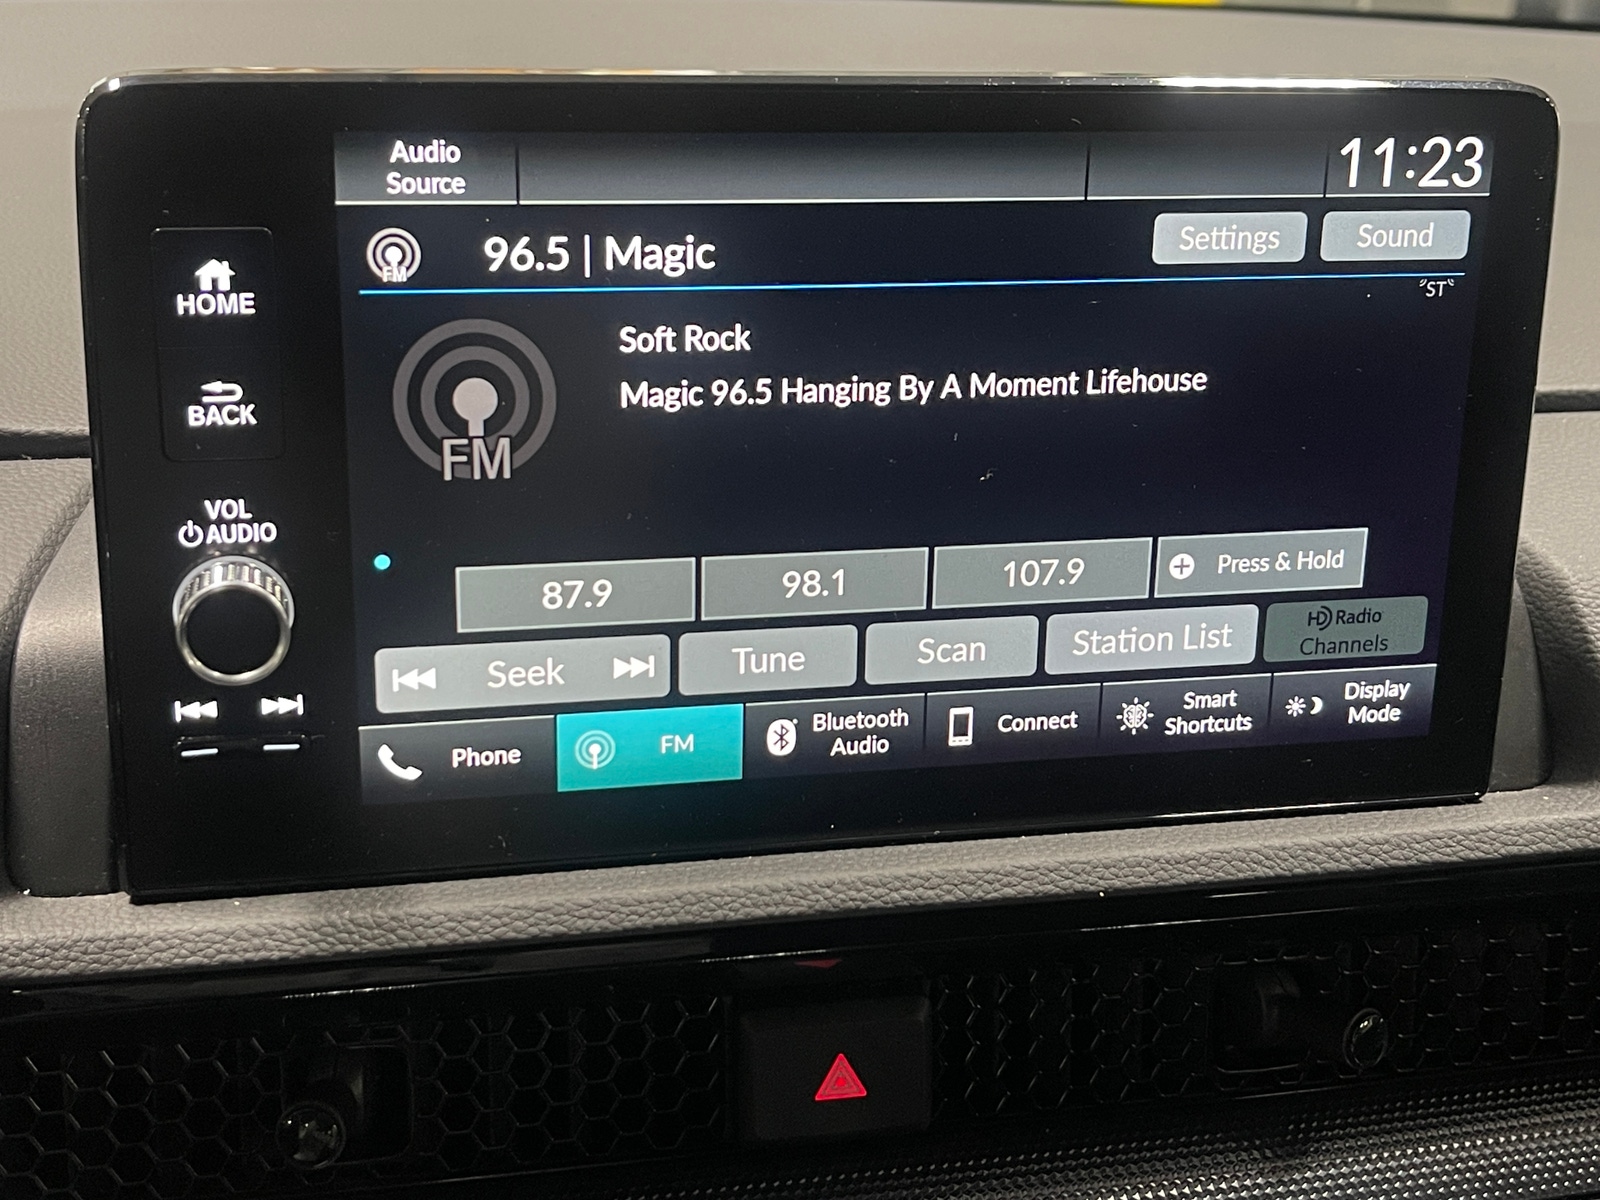 Audio
Source
11:23
FM
96.5 | Magic
Settings
Sound
"ST"
HOME
BACK
VOL
AUDIO
FM
Soft Rock
Magic 96.5 Hanging By A Moment Lifehouse
87.9
98.1
107.9
Press & Hold
Seek
Tune
Scan
Station List
HD Radio
Channels
Phone
FM
Bluetooth
Audio
Connect
Smart
Shortcuts
Display
Mode